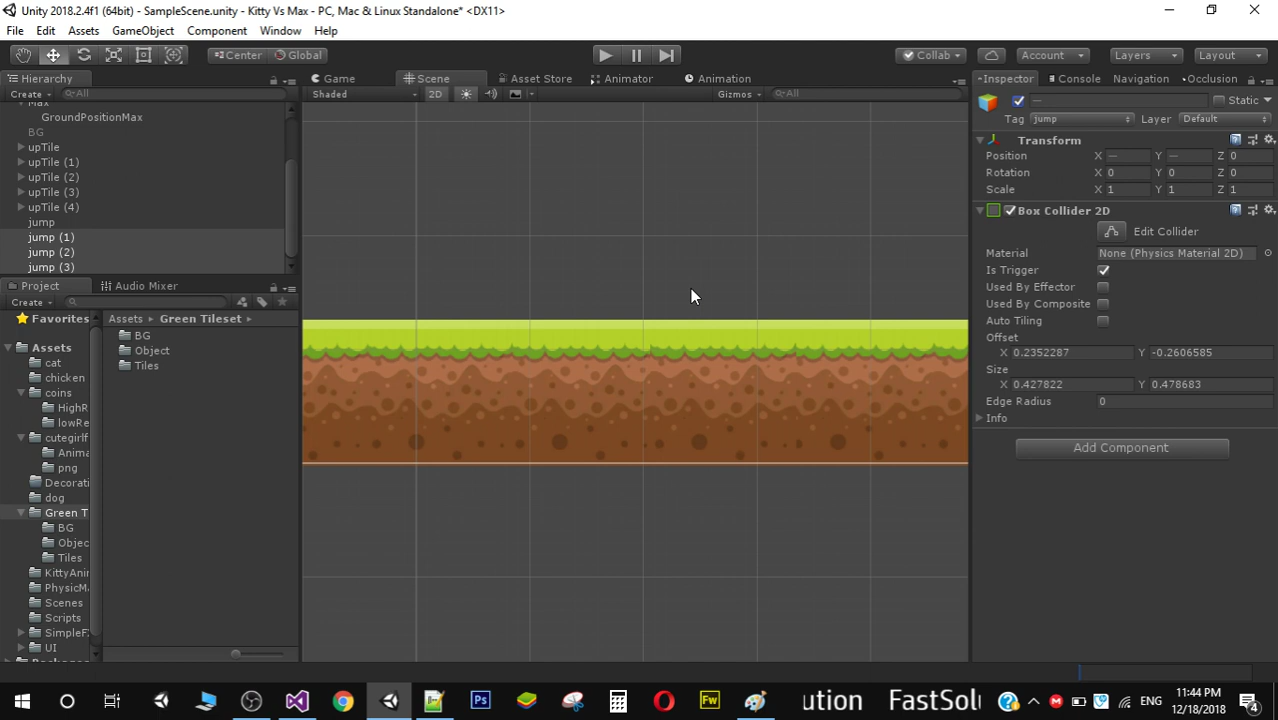 Unity 2018.2.4f1 (64bit) - SampleScene.unity - Kitty Vs Max - PC, Mac & Linux Standalone* <DX11>
File Edit Assets GameObject Component Window Help
Center Global Collab Account Layers Layout
Hierarchy Game Scene Asset Store Animator Animation Inspector Console Navigation Occlusion
Create All Shaded 2D Gizmos All — Static
Max
GroundPositionMax
Tag jump Layer Default
BG
upTile
Transform
upTile (1)
Position X — Y — Z 0
upTile (2)
Rotation X 0 Y 0 Z 0
upTile (3)
Scale X 1 Y 1 Z 1
upTile (4)
Box Collider 2D
jump
jump (1)
Edit Collider
jump (2)
Material None (Physics Material 2D)
jump (3)
Is Trigger
Project Audio Mixer
Used By Effector
Create
Used By Composite
Favorites Assets Green Tileset
Auto Tiling
BG
Offset
Assets Object
X 0.2352287 Y -0.2606585
cat Tiles
Size
chicken
X 0.427822 Y 0.478683
coins
Edge Radius 0
HighR
Info
lowRe
cutegirlf
Add Component
Anima
png
Decorati
dog
Green T
BG
Objec
Tiles
KittyAni
PhysicMa
Scenes
Scripts
SimpleFX
UI
ution FastSolu
ENG
11:44 PM
12/18/2018
4